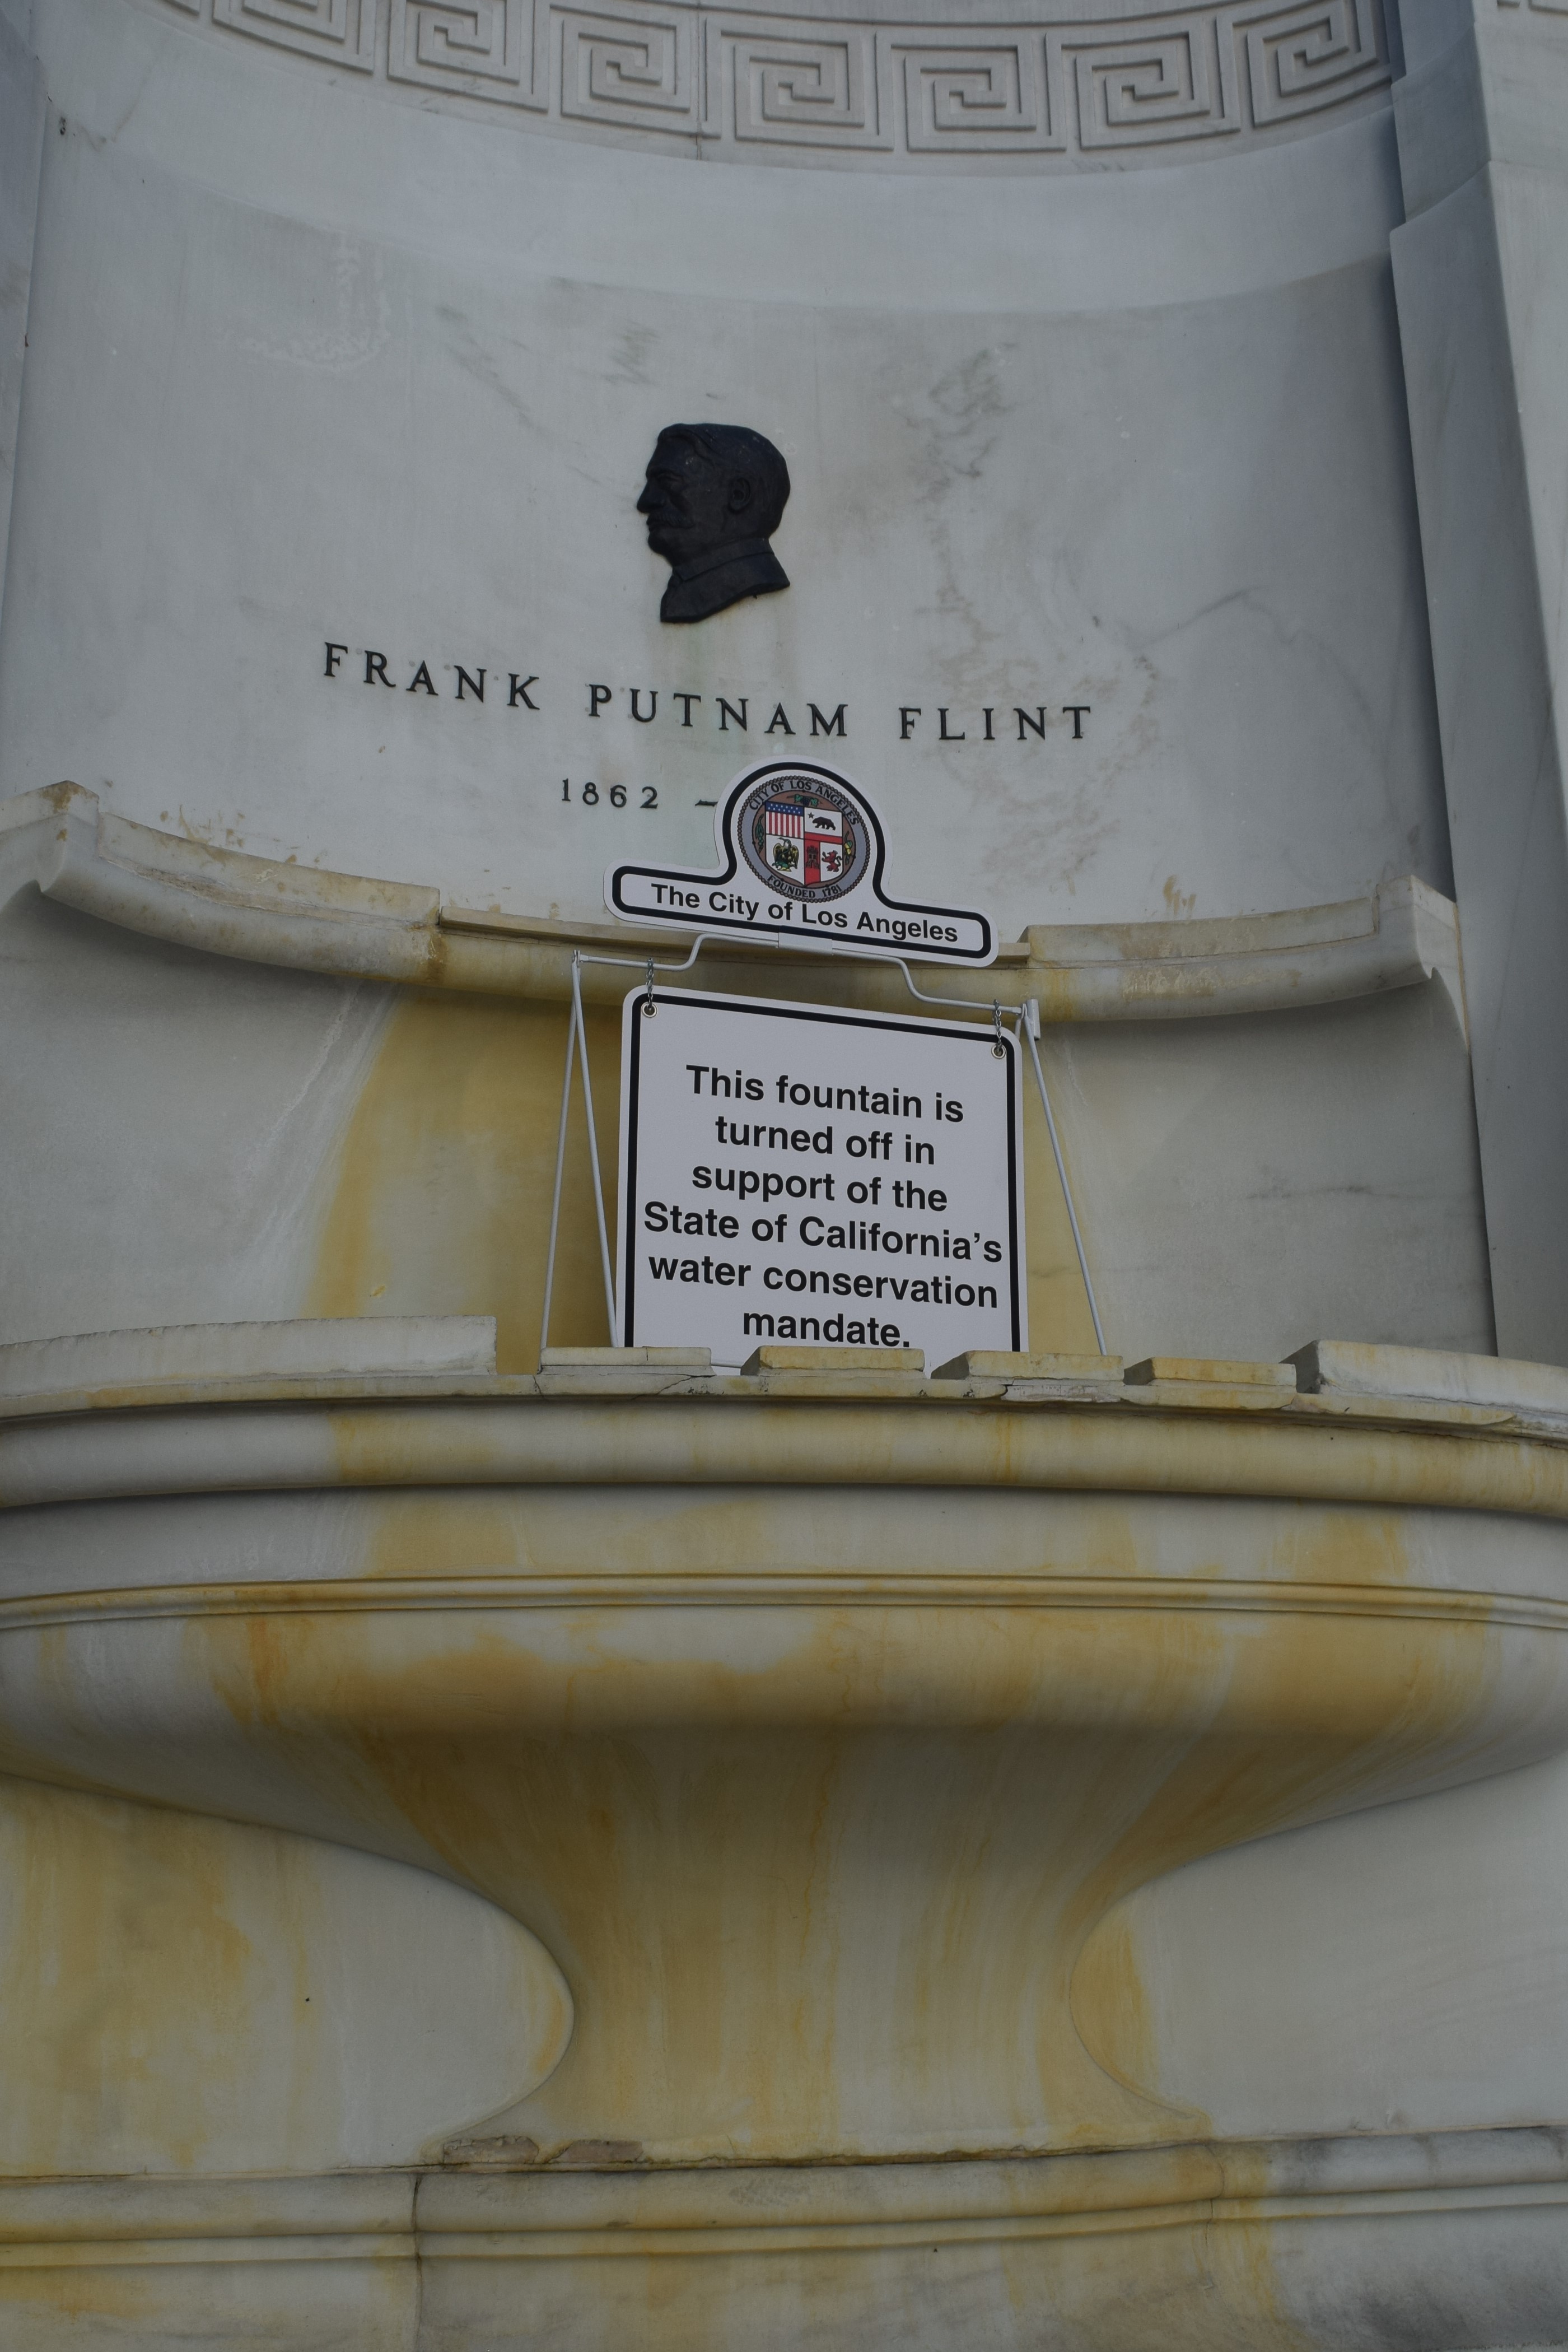 FRANK PUTNAM FLINT
1862 –
CITY OF LOS ANGELES
FOUNDED 1781
The City of Los Angeles
This fountain is
turned off in
support of the
State of California's
water conservation
mandate.